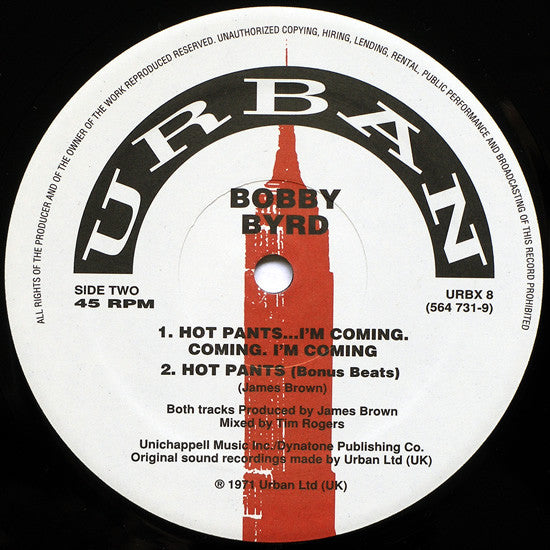 ALL RIGHTS OF THE PRODUCER AND OF THE OWNER OF THE WORK REPRODUCED RESERVED. UNAUTHORIZED COPYING, HIRING, LENDING, RENTAL, PUBLIC PERFORMANCE AND BROADCASTING OF THIS RECORD PROHIBITED
URBAN
BOBBY
BYRD
SIDE TWO
45 RPM
URBX 8
(564 731-9)
1. HOT PANTS...I'M COMING.
COMING. I'M COMING
2. HOT PANTS (Bonus Beats)
(James Brown)
Both tracks Produced by James Brown
Mixed by Tim Rogers
Unichappell Music Inc./Dynatone Publishing Co.
Original sound recordings made by Urban Ltd (UK)
℗ 1971 Urban Ltd (UK)